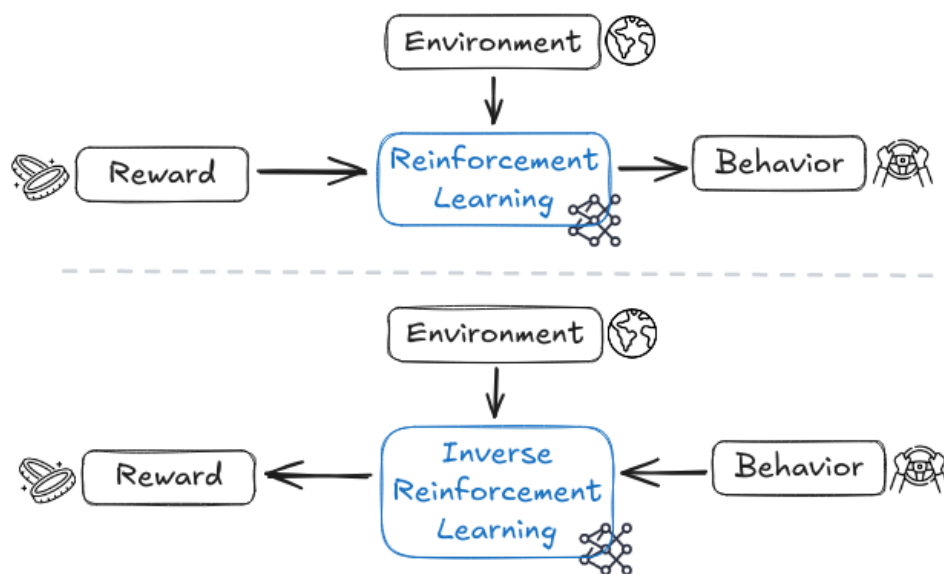 Environment
Reward
Reinforcement
Learning
Behavior
Environment
Reward
Inverse
Reinforcement
Learning
Behavior